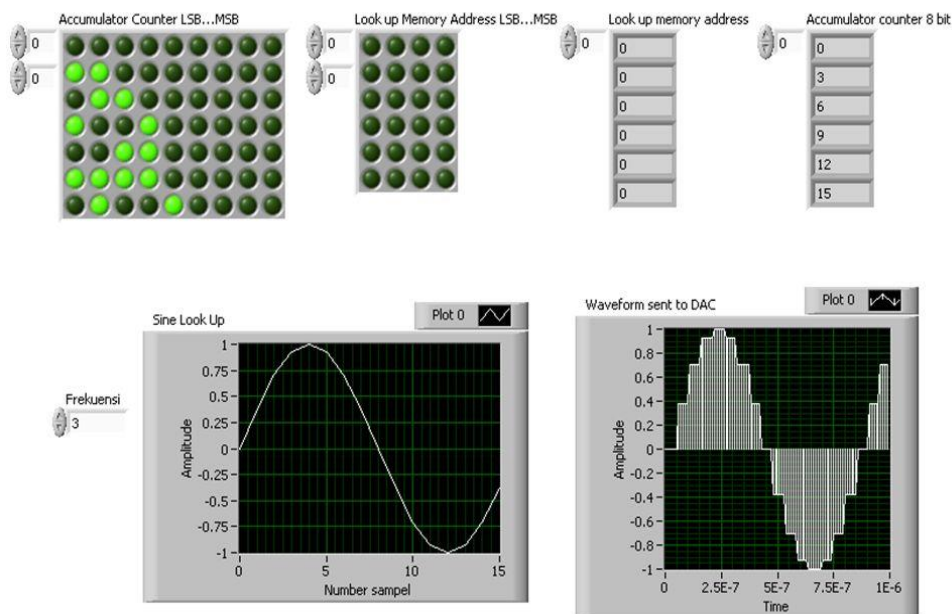 Accumulator Counter LSB...MSB
Look up Memory Address LSB...MSB
Look up memory address
Accumulator counter 8 bit
0
0
0
0
0
0
0
0
0
0
0
0
0
3
6
9
12
15
Sine Look Up
Plot 0
Amplitude
1
0.75
0.5
0.25
0
-0.25
-0.5
-0.75
-1
0
5
10
15
Number sampel
Frekuensi
3
Waveform sent to DAC
Plot 0
Amplitude
1
0.8
0.6
0.4
0.2
0
-0.2
-0.4
-0.6
-0.8
-1
0
2.5E-7
5E-7
7.5E-7
1E-6
Time